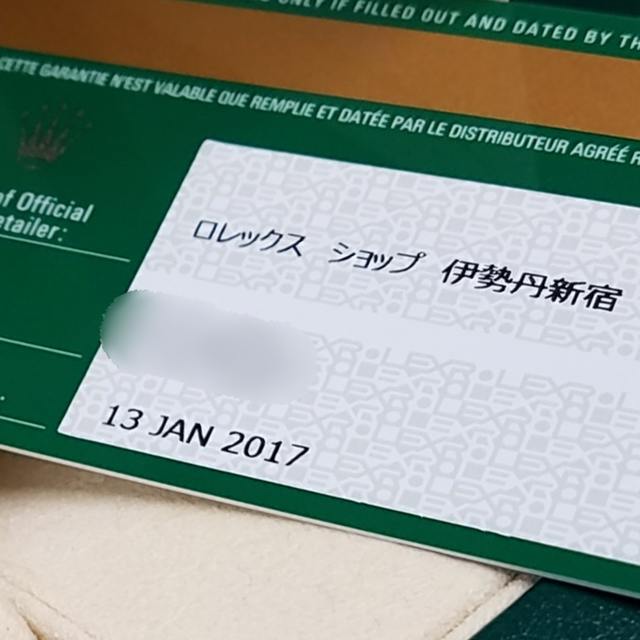 ONLY IF FILLED OUT AND DATED BY TH
CETTE GARANTIE N'EST VALABLE QUE REMPLIE ET DATÉE PAR LE DISTRIBUTEUR AGRÉÉ R
of Official
etailer:
ロレックス ショップ 伊勢丹新宿
13 JAN 2017